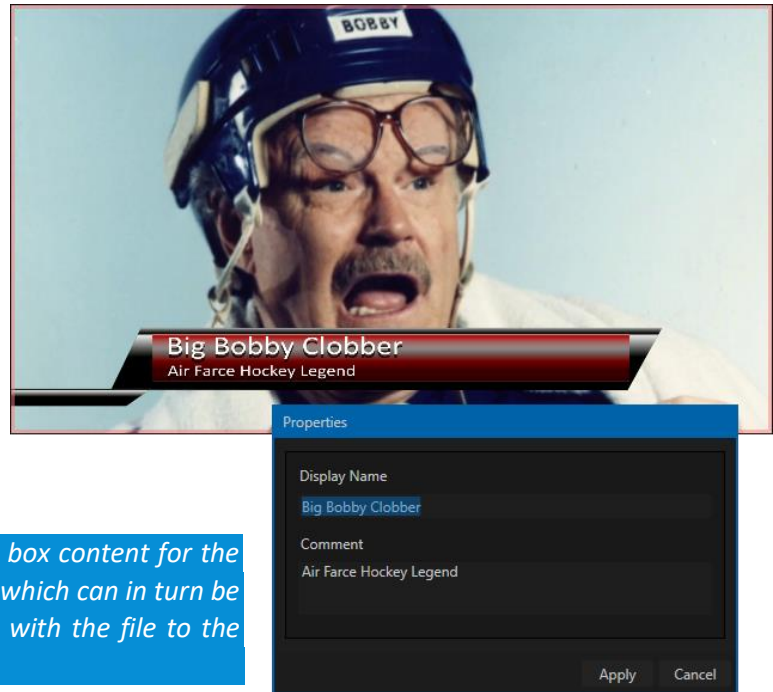 BOBBY
Big Bobby Clobber
Air Farce Hockey Legend
Properties
Display Name
Big Bobby Clobber
Comment
Air Farce Hockey Legend
Apply Cancel
box content for the
which can in turn be
with the file to the